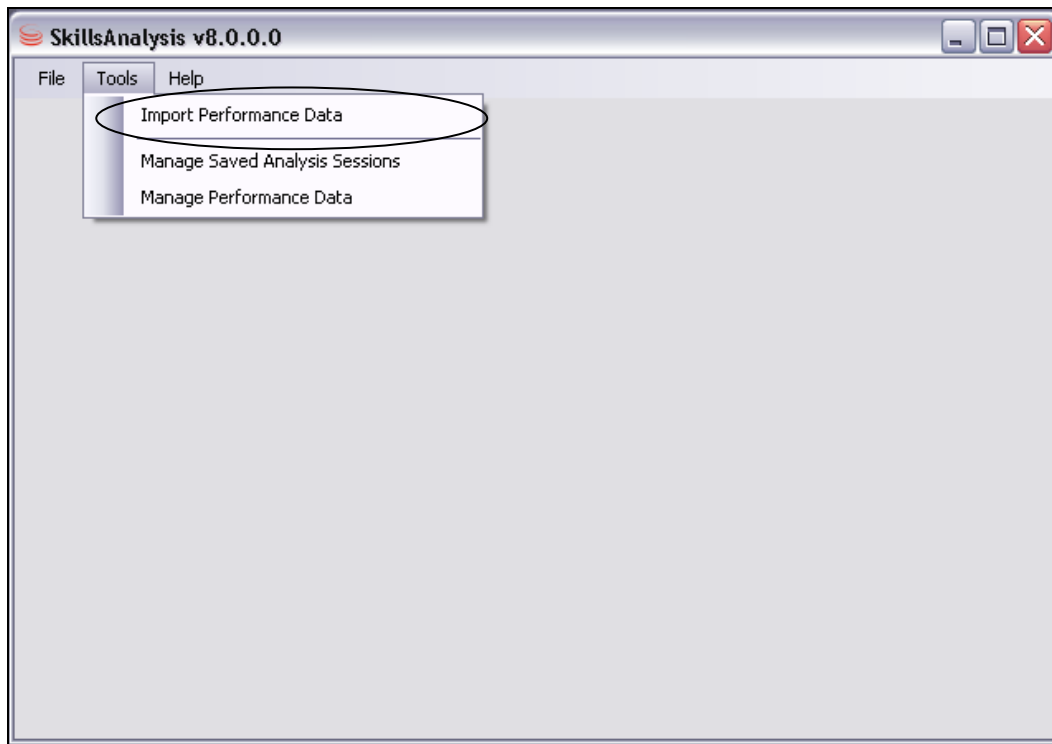 SkillsAnalysis v8.0.0.0
File Tools Help
Import Performance Data
Manage Saved Analysis Sessions
Manage Performance Data